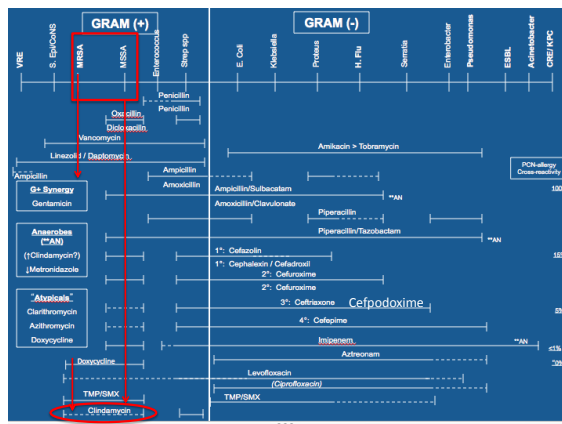 GRAM (+)
GRAM (-)
VRE
S. Epi/CoNS
MRSA
MSSA
Enterococcus
Strep spp
E. Coli
Klebsiella
Proteus
H. Flu
Serratia
Enterobacter
Pseudomonas
ESBL
Acinetobacter
CRE/ KPC
Penicillin
Penicillin
Oxacillin
Dicloxacilin
Vancomycin
Amikacin > Tobramycin
Linezolid / Daptomycin
Ampicillin
Ampicillin
PCN-allergy
Cross-reactivity
Amoxicillin
Ampicillin/Sulbactam
**AN
100
G+ Synergy
Gentamicin
Amoxicillin/Clavulonate
Piperacillin
Anaerobes
(**AN)
(↑Clindamycin?)
↓Metronidazole
Piperacillin/Tazobactam
**AN
1°: Cefazolin
1°: Cephalexin / Cefadroxil
2°: Cefuroxime
2°: Cefuroxime
"Atypicals"
Clarithromycin
Azithromycin
Doxycycline
3°: Ceftriaxone
Cefpodoxime
5%
4°: Cefepime
Imipenem
**AN
≤1%
Aztreonam
Doxycycline
Levofloxacin
(Ciprofloxacin)
TMP/SMX
TMP/SMX
Clindamycin